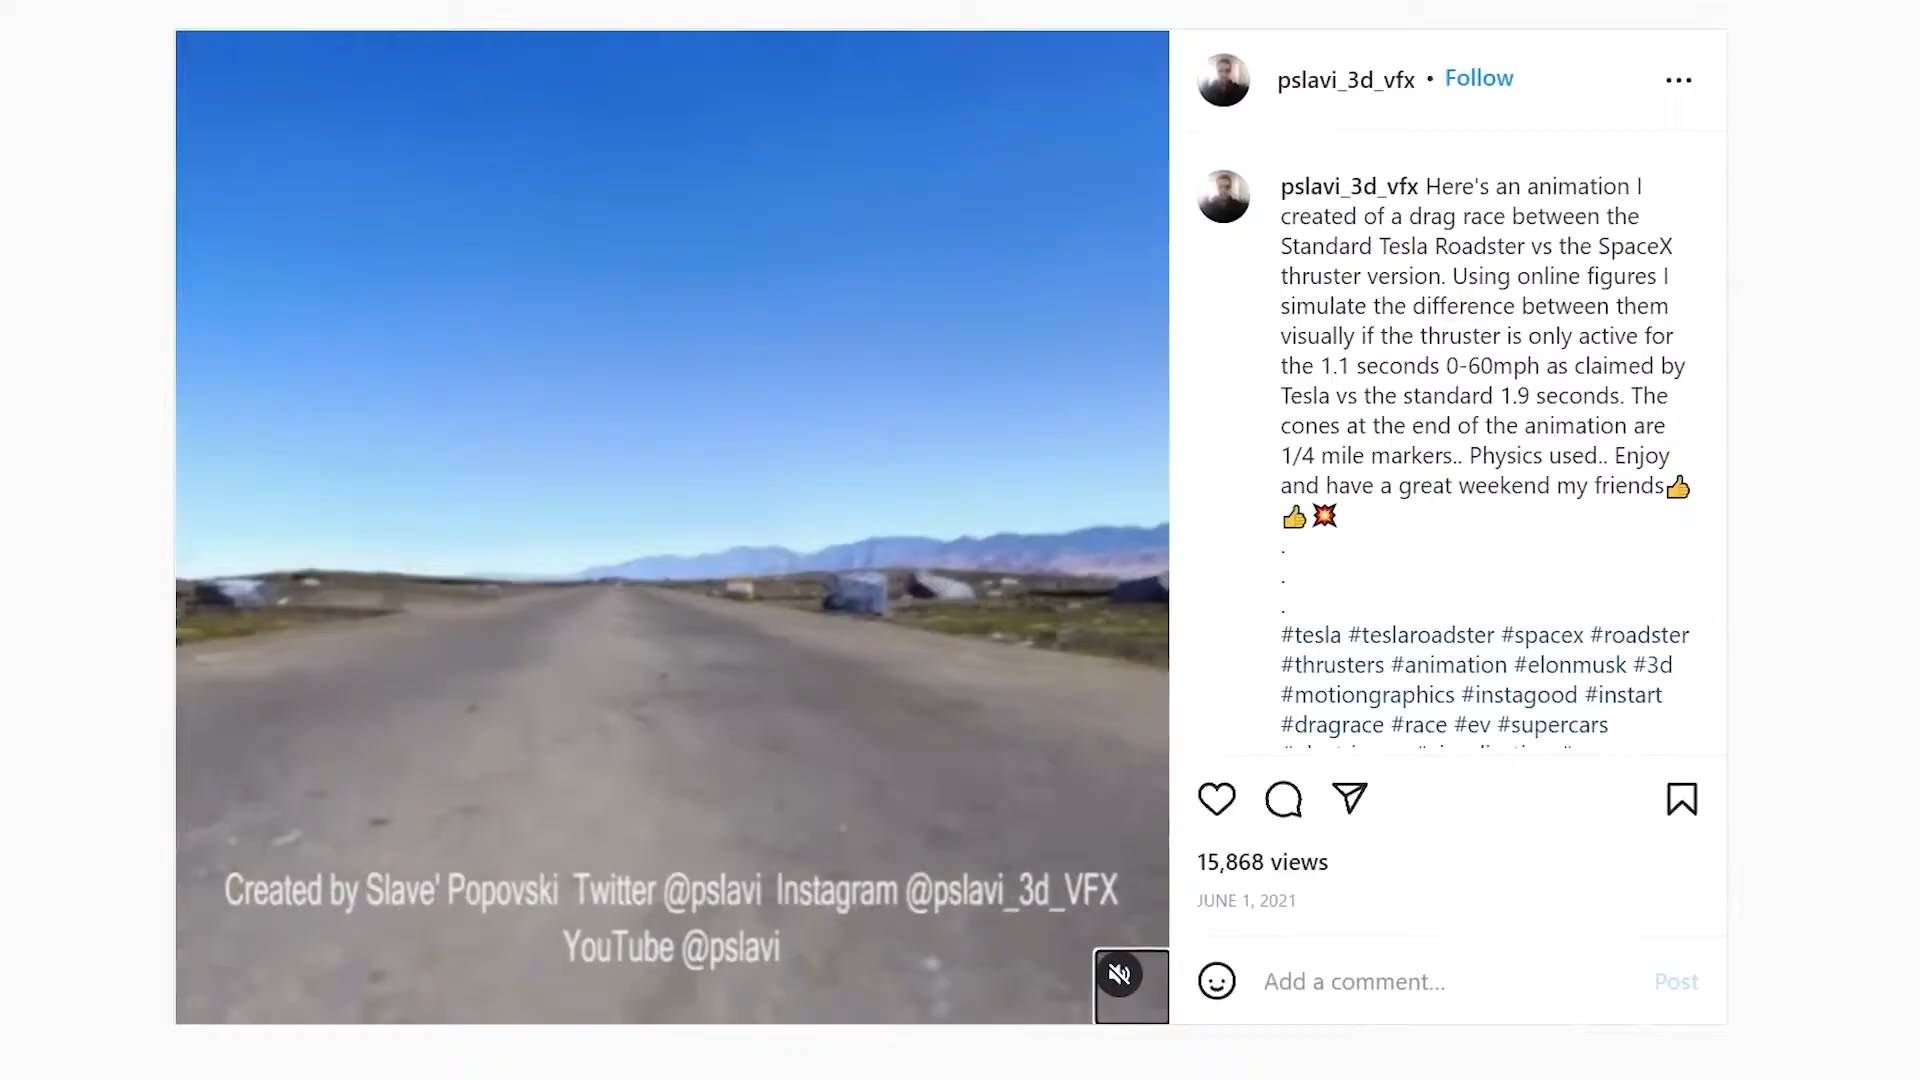 pslavi_3d_vfx • Follow
pslavi_3d_vfx Here's an animation I
created of a drag race between the
Standard Tesla Roadster vs the SpaceX
thruster version. Using online figures I
simulate the difference between them
visually if the thruster is only active for
the 1.1 seconds 0-60mph as claimed by
Tesla vs the standard 1.9 seconds. The
cones at the end of the animation are
1/4 mile markers.. Physics used.. Enjoy
and have a great weekend my friends👍
👍💥
.
.
.
#tesla #teslaroadster #spacex #roadster
#thrusters #animation #elonmusk #3d
#motiongraphics #instagood #instart
#dragrace #race #ev #supercars
15,868 views
JUNE 1, 2021
Add a comment... Post
Created by Slave' Popovski Twitter @pslavi Instagram @pslavi_3d_VFX
YouTube @pslavi